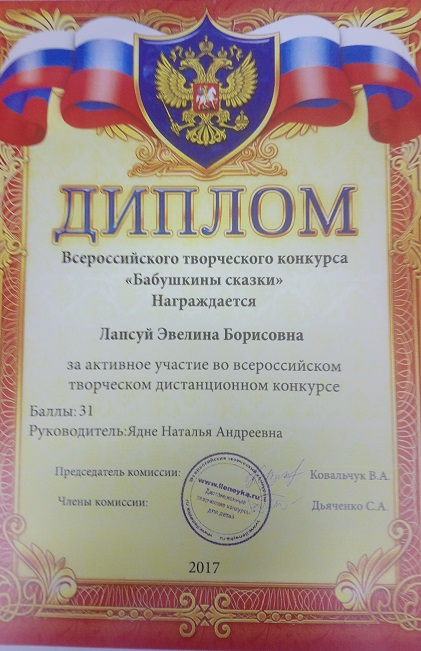 ДИПЛОМ
Всероссийского творческого конкурса
«Бабушкины сказки»
Награждается
Лапсуй Эвелина Борисовна
за активное участие во всероссийском
творческом дистанционном конкурсе
Баллы: 31
Руководитель:Ядне Наталья Андреевна
Председатель комиссии:
Ковальчук В.А.
www.lieneyka.ru
Дистанционные
творческие конкурсы
для детей
Члены комиссии:
Дьяченко С.А.
2017